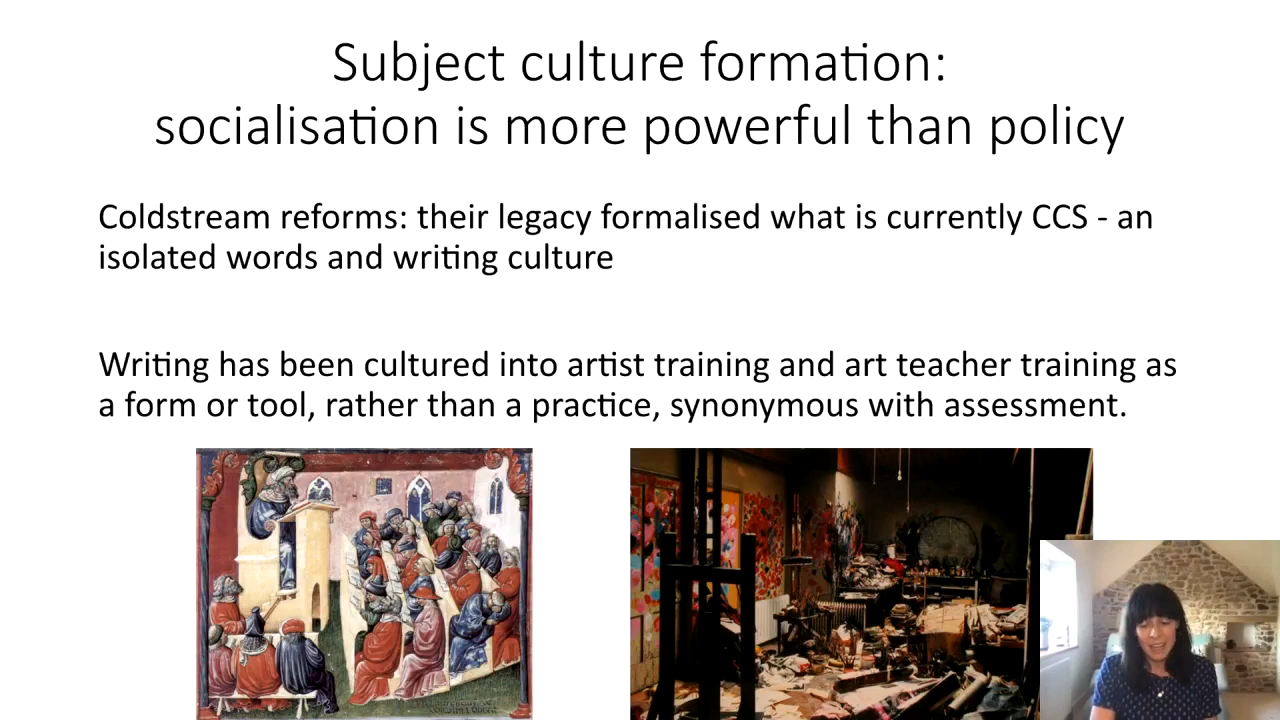 Subject culture formation:
socialisation is more powerful than policy
Coldstream reforms: their legacy formalised what is currently CCS - an
isolated words and writing culture
Writing has been cultured into artist training and art teacher training as
a form or tool, rather than a practice, synonymous with assessment.